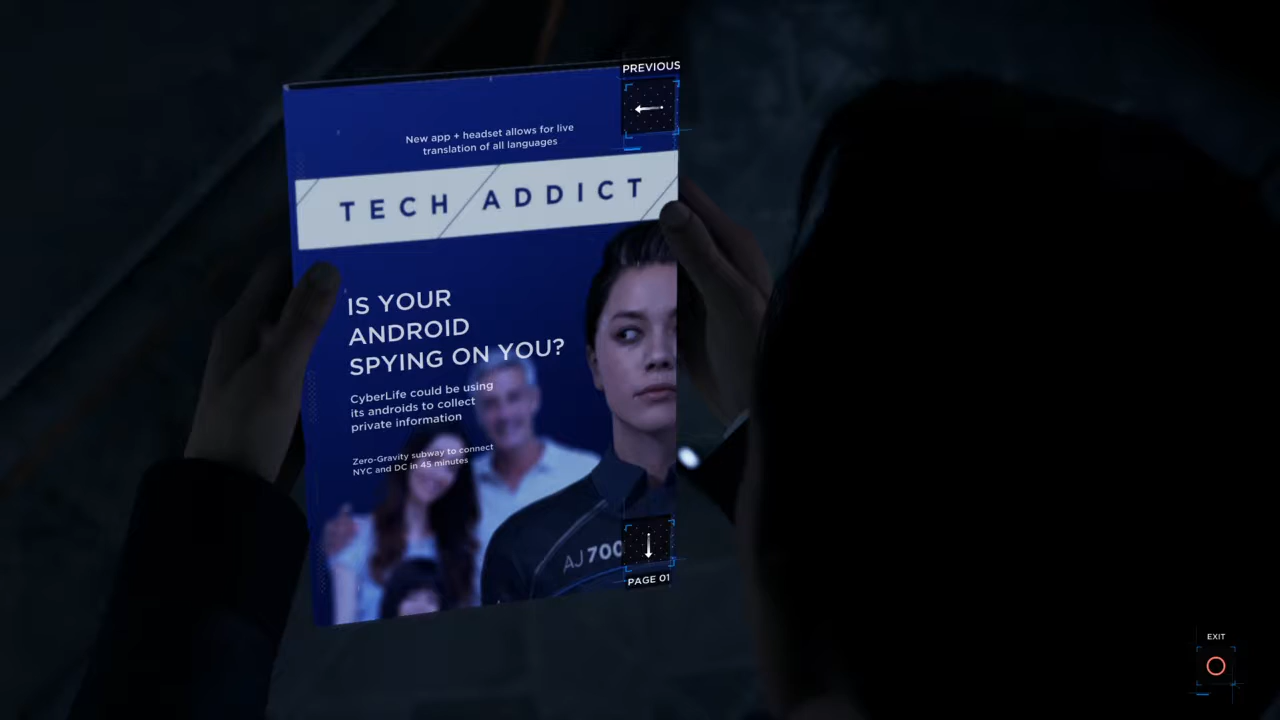 PREVIOUS
New app + headset allows for live
translation of all languages
TECH ADDICT
IS YOUR
ANDROID
SPYING ON YOU?
CyberLife could be using
its androids to collect
private information
Zero-Gravity subway to connect
NYC and DC in 45 minutes
AJ700
PAGE 01
EXIT